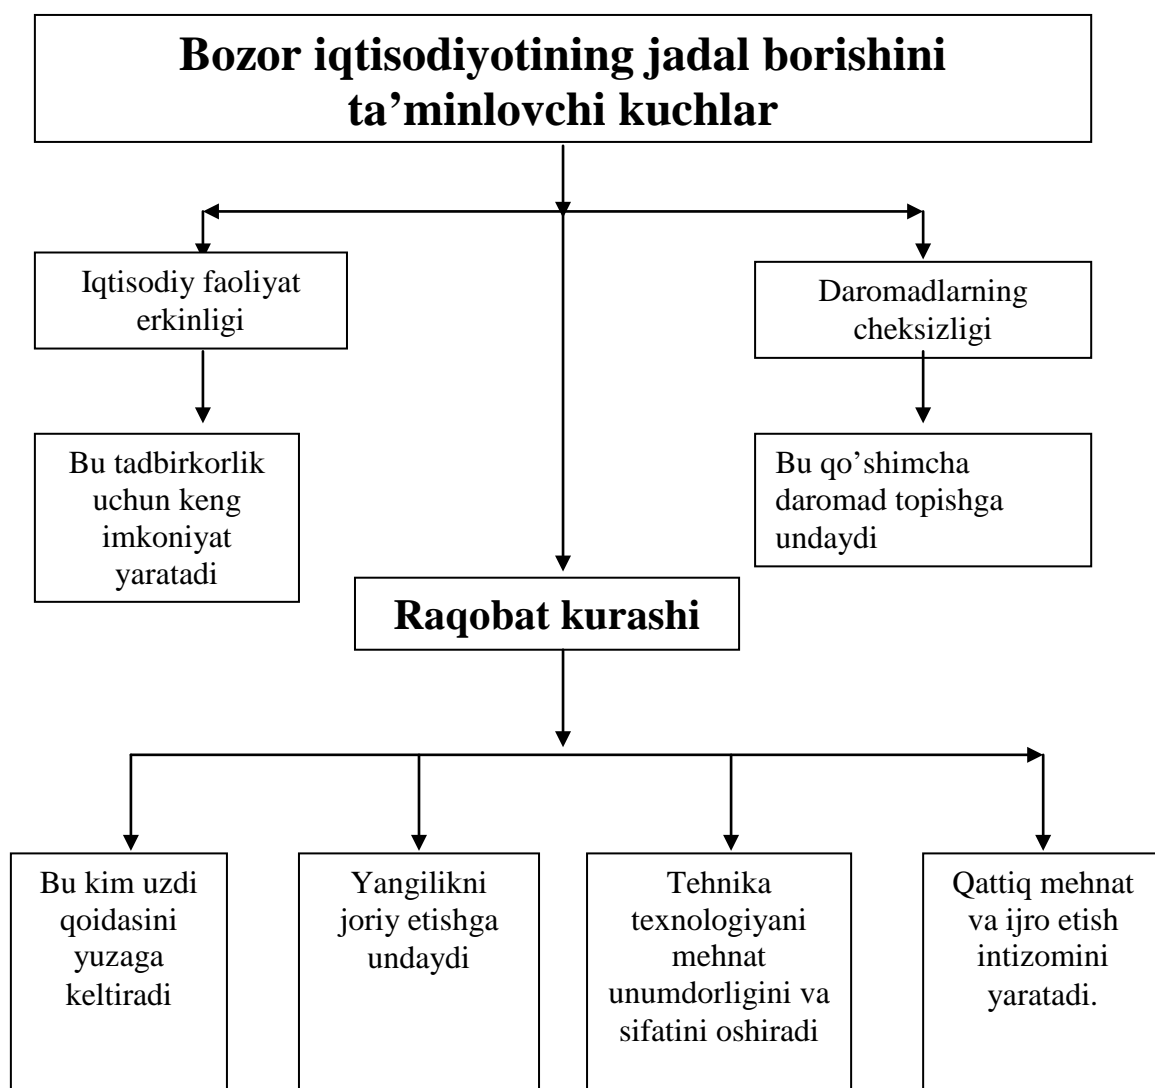 Bozor iqtisodiyotining jadal borishini
ta’minlovchi kuchlar
Iqtisodiy faoliyat
erkinligi
Daromadlarning
cheksizligi
Bu tadbirkorlik
uchun keng
imkoniyat
yaratadi
Bu qo’shimcha
daromad topishga
undaydi
Raqobat kurashi
Bu kim uzdi
qoidasini
yuzaga
keltiradi
Yangilikni
joriy etishga
undaydi
Tehnika
texnologiyani
mehnat
unumdorligini va
sifatini oshiradi
Qattiq mehnat
va ijro etish
intizomini
yaratadi.